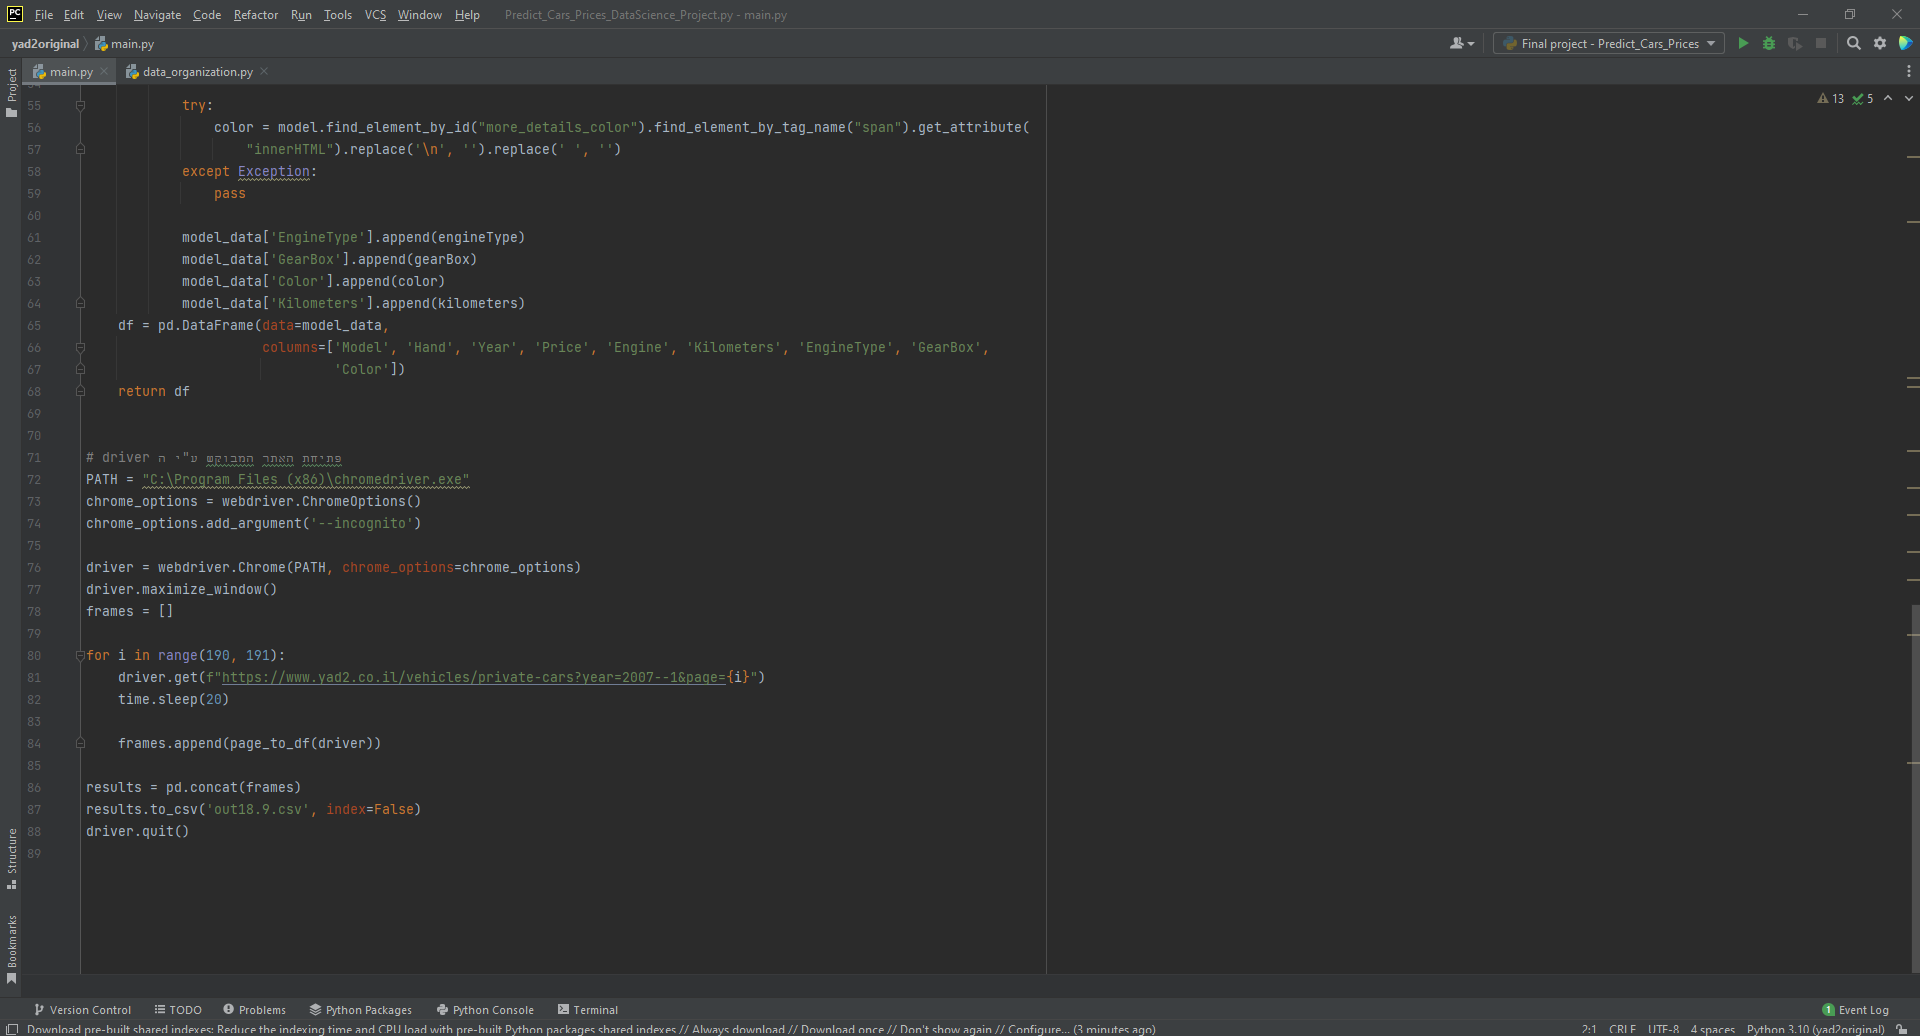 PC File Edit View Navigate Code Refactor Run Tools VCS Window Help Predict_Cars_Prices_DataScience_Project.py - main.py
yad2original main.py Final project - Predict_Cars_Prices
main.py data_organization.py
Project
13 5
55 try:
56 color = model.find_element_by_id("more_details_color").find_element_by_tag_name("span").get_attribute(
57 "innerHTML").replace('\n', '').replace(' ', '')
58 except Exception:
59 pass
60
61 model_data['EngineType'].append(engineType)
62 model_data['GearBox'].append(gearBox)
63 model_data['Color'].append(color)
64 model_data['Kilometers'].append(kilometers)
65 df = pd.DataFrame(data=model_data,
66 columns=['Model', 'Hand', 'Year', 'Price', 'Engine', 'Kilometers', 'EngineType', 'GearBox',
67 'Color'])
68 return df
69
70
71 # driver פתיחת האתר המבוקש ע"י ה
72 PATH = "C:\Program Files (x86)\chromedriver.exe"
73 chrome_options = webdriver.ChromeOptions()
74 chrome_options.add_argument('--incognito')
75
76 driver = webdriver.Chrome(PATH, chrome_options=chrome_options)
77 driver.maximize_window()
78 frames = []
79
80 for i in range(190, 191):
81 driver.get(f"https://www.yad2.co.il/vehicles/private-cars?year=2007--1&page={i}")
82 time.sleep(20)
83
84 frames.append(page_to_df(driver))
85
86 results = pd.concat(frames)
87 results.to_csv('out18.9.csv', index=False)
88 driver.quit()
89
Structure
Bookmarks
Version Control TODO Problems Python Packages Python Console Terminal 1 Event Log
Download pre-built shared indexes: Reduce the indexing time and CPU load with pre-built Python packages shared indexes // Always download // Download once // Don't show again // Configure... (3 minutes ago) 2:1 CRLF UTF-8 4 spaces Python 3.10 (yad2original)